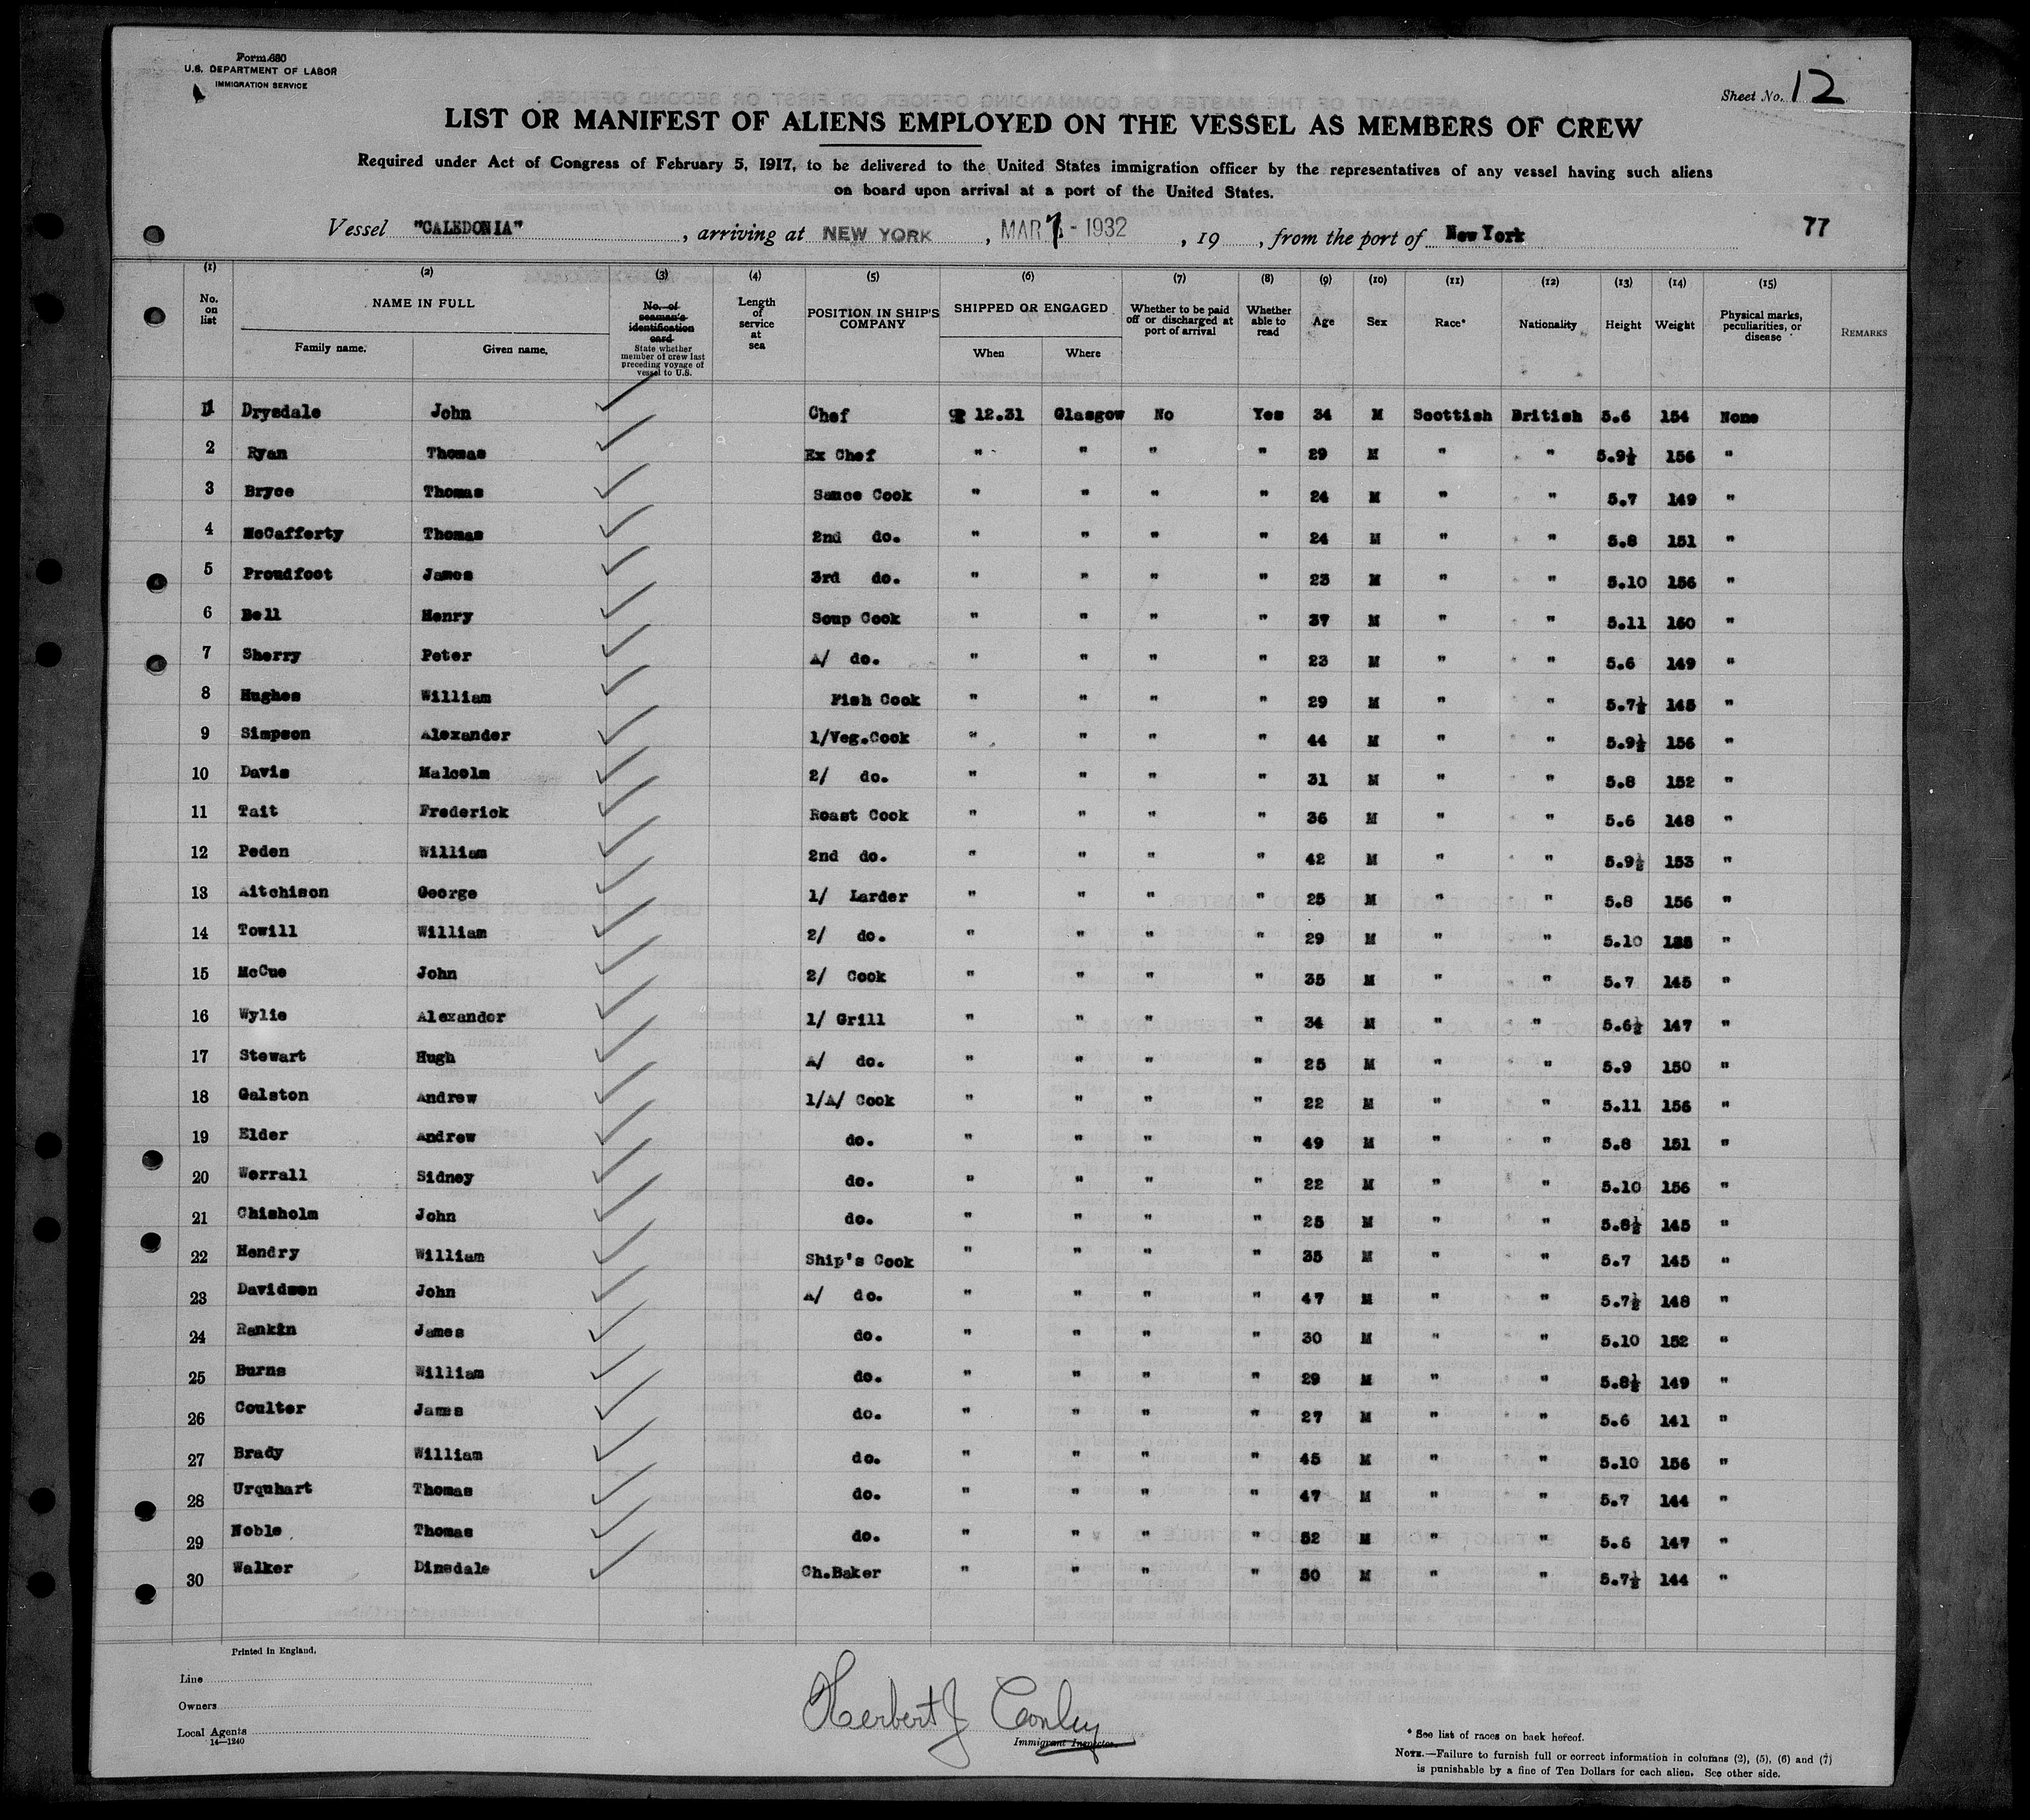 Form 680
U.S. DEPARTMENT OF LABOR
IMMIGRATION SERVICE
Sheet No. 12
LIST OR MANIFEST OF ALIENS EMPLOYED ON THE VESSEL AS MEMBERS OF CREW
Required under Act of Congress of February 5, 1917, to be delivered to the United States immigration officer by the representatives of any vessel having such aliens
on board upon arrival at a port of the United States.
Vessel "CALEDONIA", arriving at NEW YORK, MAR - 1932, 19 , from the port of New York 77
(1) (2) (3) (4) (5) (6) (7) (8) (9) (10) (11) (12) (13) (14) (15)
No. on list NAME IN FULL Family name. Given name. No. of seaman's identification card State whether member of crew last preceding voyage of vessel to U.S. Length of service at sea POSITION IN SHIP'S COMPANY SHIPPED OR ENGAGED When Where Whether to be paid off or discharged at port of arrival Whether able to read Age Sex Race* Nationality Height Weight Physical marks, peculiarities, or disease REMARKS
1 Drysdale John Chef 12.31 Glasgow No Yes 34 M Scottish British 5.6 154 None
2 Ryan Thomas Ex Chef " " " " 29 M " " 5.9½ 156 "
3 Bryce Thomas Sauce Cook " " " " 24 M " " 5.7 149 "
4 McCafferty Thomas 2nd do. " " " " 24 M " " 5.8 151 "
5 Proudfoot James 3rd do. " " " " 23 M " " 5.10 156 "
6 Bell Henry Soup Cook " " " " 37 M " " 5.11 160 "
7 Sherry Peter A/ do. " " " " 23 M " " 5.6 149 "
8 Hughes William Fish Cook " " " " 29 M " " 5.7½ 145 "
9 Simpson Alexander 1/Veg.Cook " " " " 44 M " " 5.9½ 156 "
10 Davis Malcolm 2/ do. " " " " 31 M " " 5.8 152 "
11 Tait Frederick Roast Cook " " " " 36 M " " 5.6 148 "
12 Peden William 2nd do. " " " " 42 M " " 5.9½ 153 "
13 Aitchison George 1/ Larder " " " " 25 M " " 5.8 156 "
14 Towill William 2/ do. " " " " 29 M " " 5.10 "
15 McCue John 2/ Cook " " " " 35 M " " 5.7 145 "
16 Wylie Alexander 1/ Grill " " " " 34 M " " 5.6½ 147 "
17 Stewart Hugh A/ do. " " " " 25 M " " 5.9 150 "
18 Galston Andrew 1/A/ Cook " " " " 22 M " " 5.11 156 "
19 Elder Andrew do. " " " " 49 M " " 5.8 151 "
20 Worrall Sidney do. " " " " 22 M " " 5.10 156 "
21 Chisholm John do. " " " " 25 M " " 5.8½ 145 "
22 Hendry William Ship's Cook " " " " 35 M " " 5.7 145 "
23 Davidson John A/ do. " " " " 47 M " " 5.7½ 148 "
24 Rankin James do. " " " " 30 M " " 5.10 152 "
25 Burns William do. " " " " 29 M " " 5.8½ 149 "
26 Coulter James do. " " " " 27 M " " 5.6 141 "
27 Brady William do. " " " " 45 M " " 5.10 156 "
28 Urquhart Thomas do. " " " " 47 M " " 5.7 144 "
29 Noble Thomas do. " " " " 52 M " " 5.6 147 "
30 Walker Dinsdale Ch.Baker " " " " 50 M " " 5.7½ 144 "
Printed in England.
Line
Owners
Local Agents
14—1240
Herbert J Conley
Immigrant Inspector.
* See list of races on back hereof.
NOTE.—Failure to furnish full or correct information in columns (2), (5), (6) and (7)
is punishable by a fine of Ten Dollars for each alien. See other side.